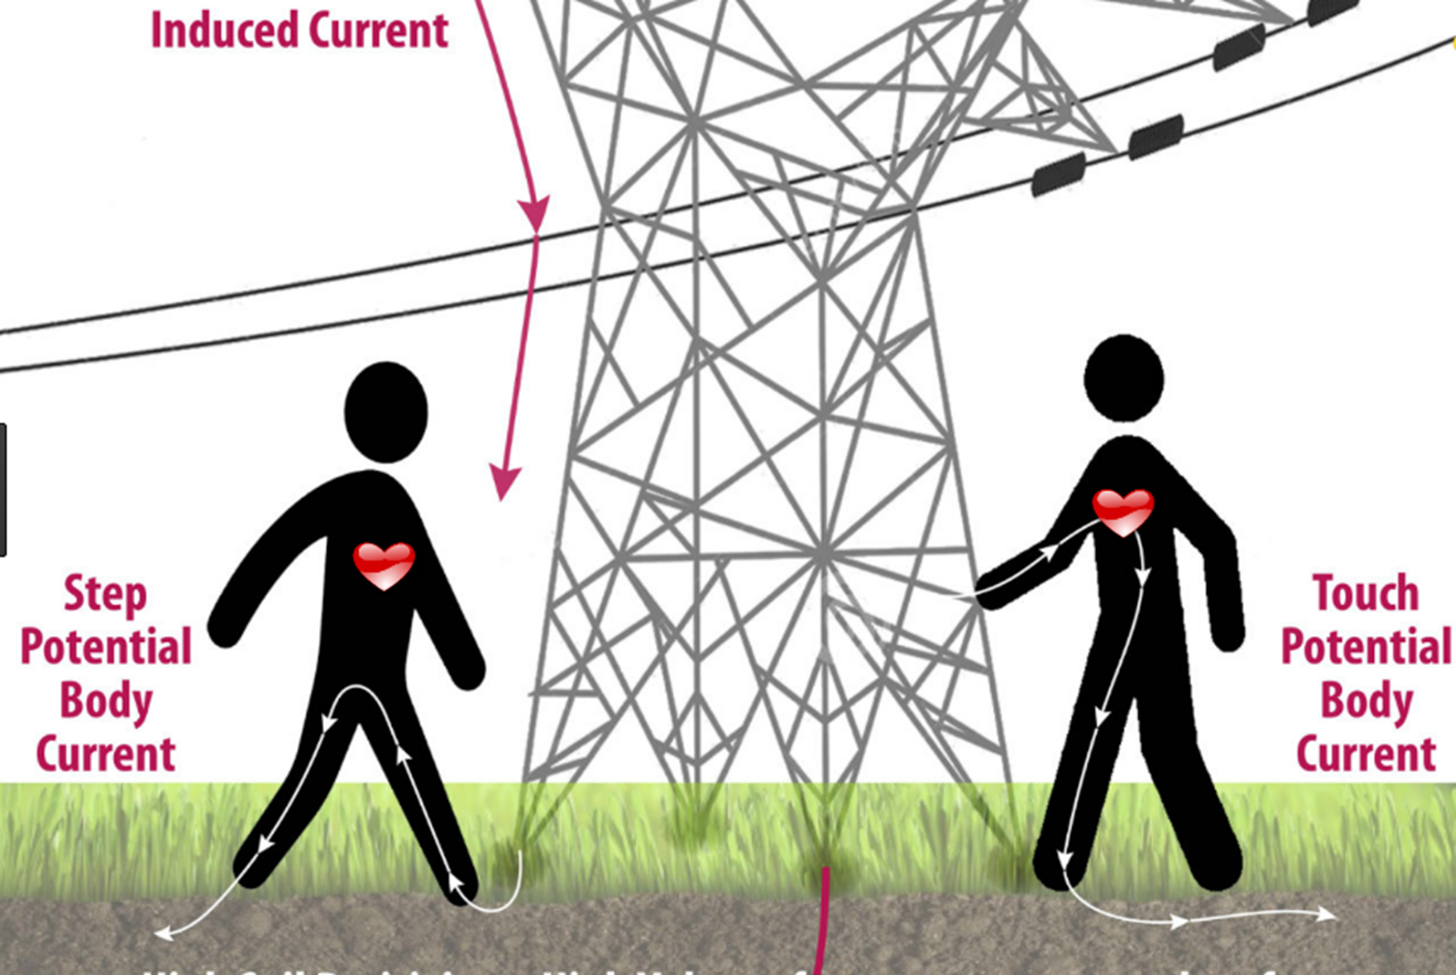 Induced Current
Step
Potential
Body
Current
Touch
Potential
Body
Current